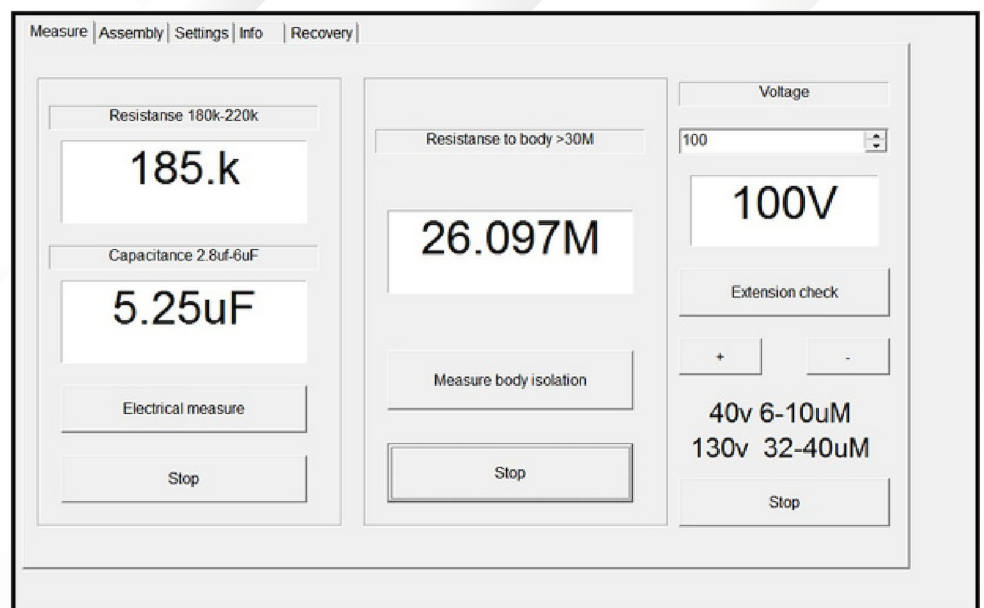 Measure Assembly Settings Info Recovery
Resistanse 180k-220k
185.k
Capacitance 2.8uf-6uF
5.25uF
Electrical measure
Stop
Resistanse to body >30M
26.097M
Measure body isolation
Stop
Voltage
100
100V
Extension check
+ -
40v 6-10uM
130v 32-40uM
Stop